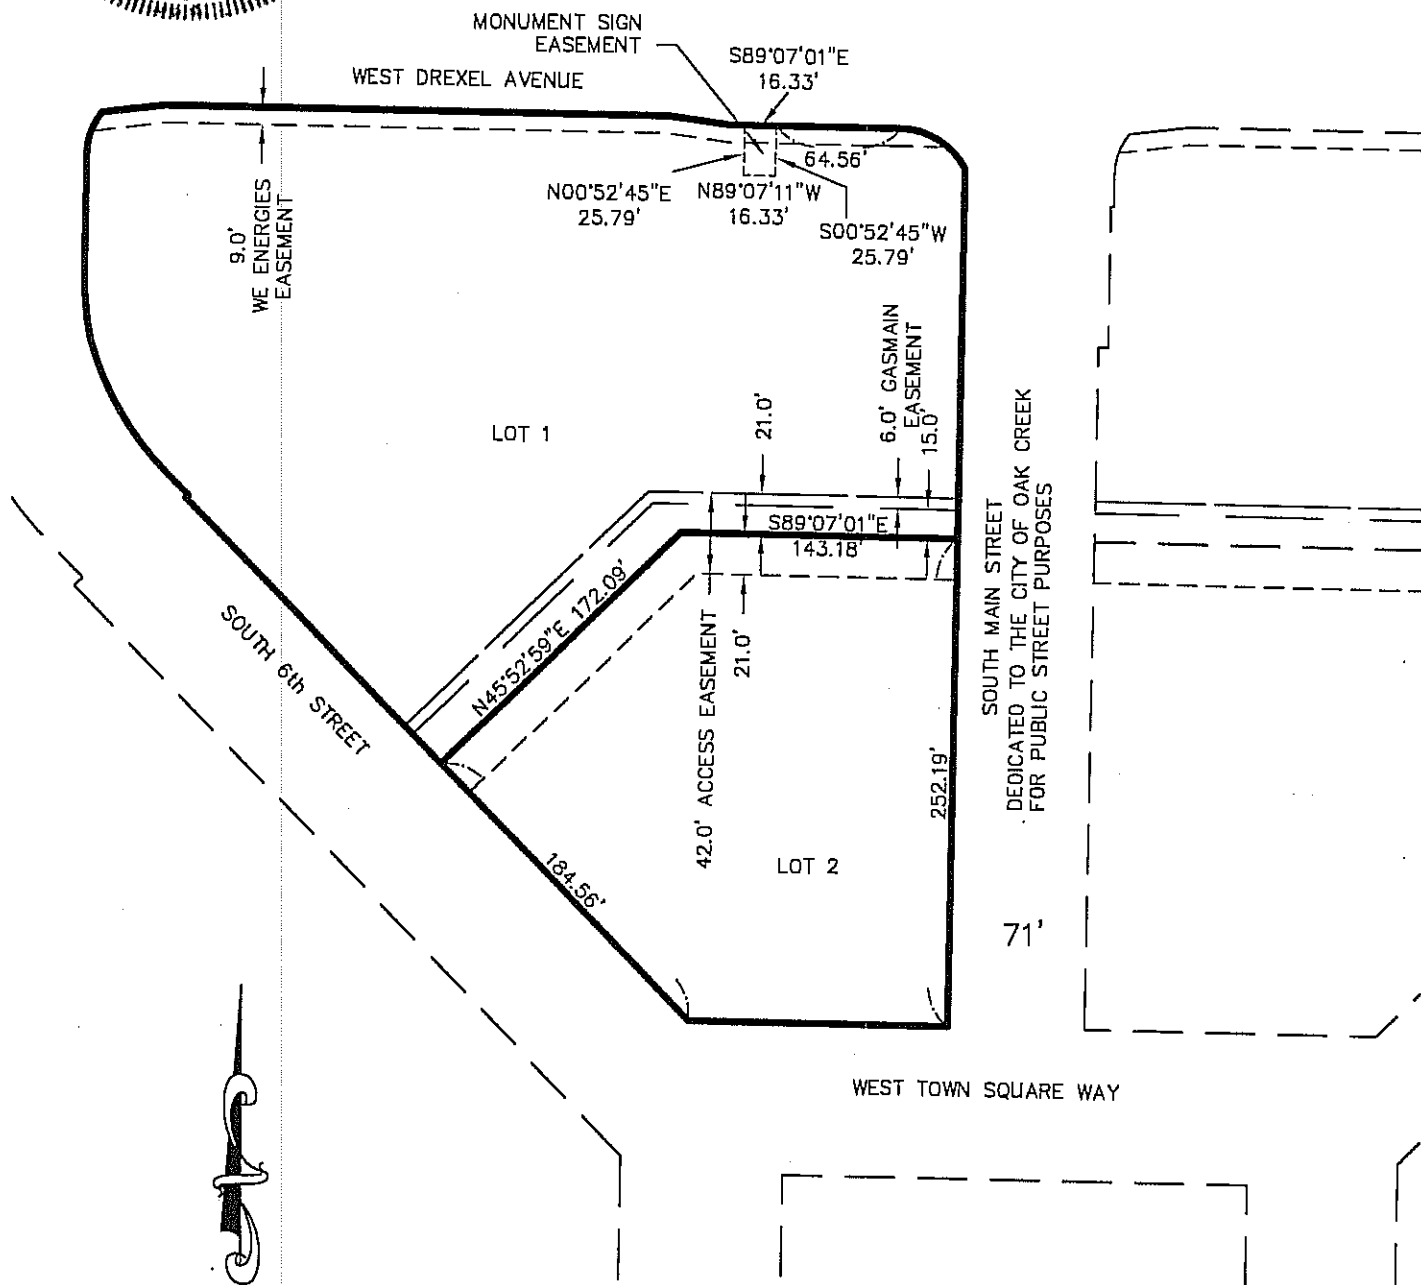 MONUMENT SIGN
EASEMENT
S89°07'01"E
16.33'
WEST DREXEL AVENUE
64.56'
N00°52'45"E
25.79'
N89°07'11"W
16.33'
S00°52'45"W
25.79'
9.0'
WE ENERGIES
EASEMENT
LOT 1
21.0'
6.0' GASMAIN
EASEMENT
15.0'
S89°07'01"E
143.18'
N45°52'59"E 172.09'
SOUTH 6th STREET
42.0' ACCESS EASEMENT
21.0'
SOUTH MAIN STREET
DEDICATED TO THE CITY OF OAK CREEK
FOR PUBLIC STREET PURPOSES
252.19'
184.56'
LOT 2
71'
WEST TOWN SQUARE WAY